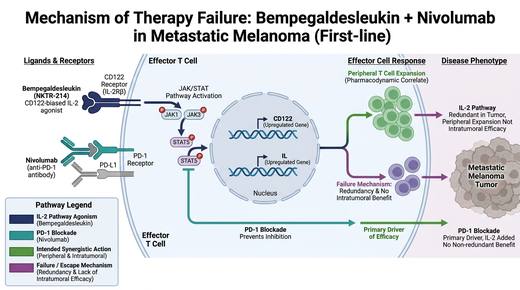 Mechanism of Therapy Failure: Bempegaldesleukin + Nivolumab
in Metastatic Melanoma (First-line)
Ligands & Receptors
Effector T Cell
Effector Cell Response
Disease Phenotype
Bempegaldesleukin
(NKTR-214)
CD122-biased IL-2
agonist
CD122
Receptor
(IL-2Rβ)
JAK/STAT
Pathway Activation
P
P
JAK1
JAK3
P
STAT5
P
STAT5
CD122
(Upregulated Gene)
IL
(Upregulated Gene)
Nucleus
Peripheral T Cell Expansion
(Pharmacodynamic Correlate)
IL-2 Pathway
Redundant in Tumor,
Peripheral Expansion Not
Intratumoral Efficacy
Nivolumab
(anti-PD-1
antibody)
PD-1
Receptor
PD-L1
Failure Mechanism:
Redundancy & No
Intratumoral Benefit
Metastatic
Melanoma
Tumor
Pathway Legend
IL-2 Pathway Agonism
(Bempegaldesleukin)
PD-1 Blockade
(Nivolumab)
Intended Synergistic Action
(Peripheral & Intratumoral)
Failure / Escape Mechanism
(Redundancy & Lack of
Intratumoral Efficacy)
Effector
T Cell
PD-1 Blockade
Prevents Inhibition
Primary Driver
of Efficacy
PD-1 Blockade
Primary Driver, IL-2 Added
No Non-redundant Benefit